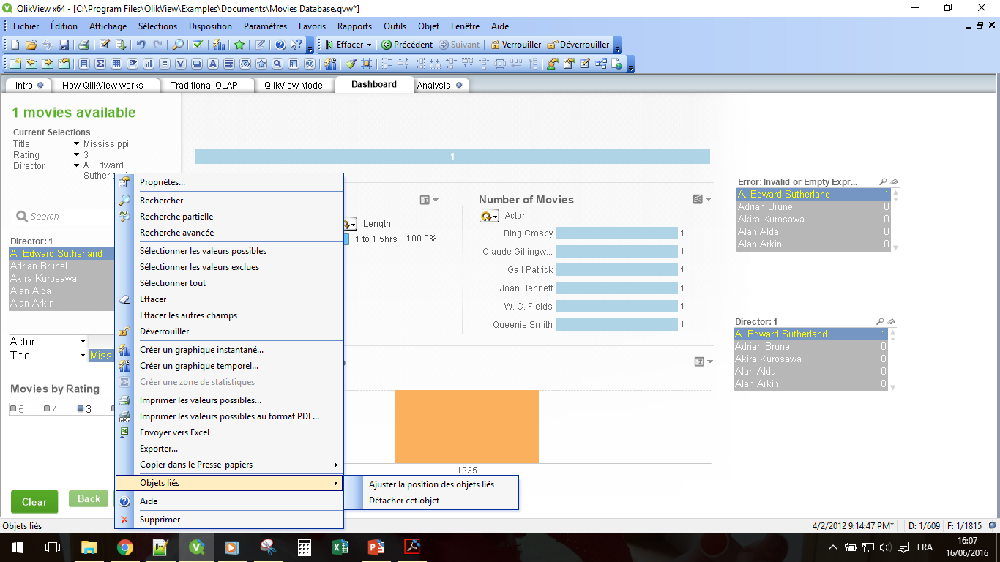 QlikView x64 - [C:\Program Files\QlikView\Examples\Documents\Movies Database.qvw*]
Fichier Édition Affichage Sélections Disposition Paramètres Favoris Rapports Outils Objet Fenêtre Aide
Effacer Précédent Suivant Verrouiller Déverrouiller
Intro How QlikView works Traditional OLAP QlikView Model Dashboard Analysis
1 movies available
Current Selections
Title Mississippi
Rating 3
Director A. Edward
1
Error: Invalid or Empty Expr...
A. Edward Sutherland 1
Adrian Brunel 0
Akira Kurosawa 0
Alan Alda 0
Alan Arkin 0
Search
Director: 1
A. Edward Sutherland
Adrian Brunel
Akira Kurosawa
Alan Alda
Alan Arkin
Actor
Title
Movies by Rating
5 4 3
Clear Back
Propriétés...
Rechercher
Recherche partielle
Recherche avancée
Sélectionner les valeurs possibles
Sélectionner les valeurs exclues
Sélectionner tout
Effacer
Effacer les autres champs
Déverrouiller
Créer un graphique instantané...
Créer un graphique temporel...
Créer une zone de statistiques
Imprimer les valeurs possibles...
Imprimer les valeurs possibles au format PDF...
Envoyer vers Excel
Exporter...
Copier dans le Presse-papiers
Objets liés
Aide
Supprimer
Ajuster la position des objets liés
Détacher cet objet
Length
1 to 1.5hrs 100.0%
Number of Movies
Actor
Bing Crosby 1
Claude Gillingw... 1
Gail Patrick 1
Joan Bennett 1
W. C. Fields 1
Queenie Smith 1
1935
Director: 1
A. Edward Sutherland 1
Adrian Brunel 0
Akira Kurosawa 0
Alan Alda 0
Alan Arkin 0
Objets liés 4/2/2012 9:14:47 PM* D: 1/609 F: 1/1815
FRA
16:07
16/06/2016